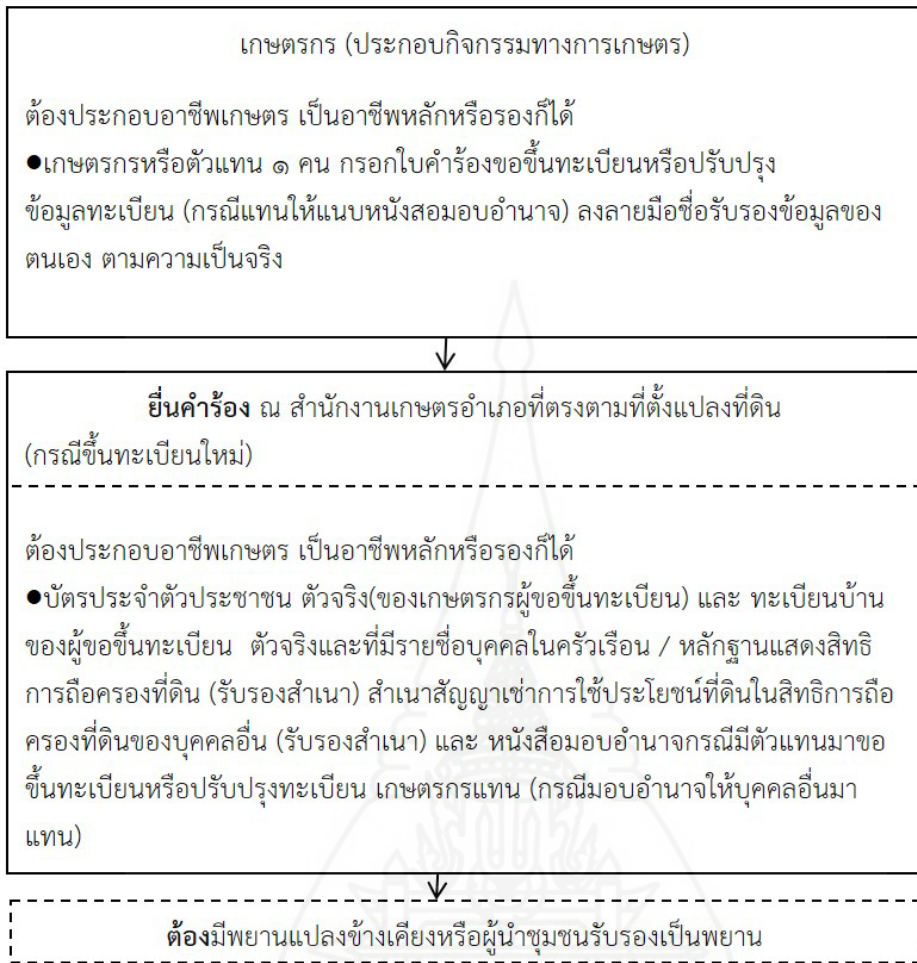 เกษตรกร (ประกอบกิจกรรมทางการเกษตร)
ต้องประกอบอาชีพเกษตร เป็นอาชีพหลักหรือรองก็ได้
●เกษตรกรหรือตัวแทน ๑ คน กรอกใบคำร้องขอขึ้นทะเบียนหรือปรับปรุง
ข้อมูลทะเบียน (กรณีแทนให้แนบหนังสอมอบอำนาจ) ลงลายมือชื่อรับรองข้อมูลของ
ตนเอง ตามความเป็นจริง
ยื่นคำร้อง ณ สำนักงานเกษตรอำเภอที่ตรงตามที่ตั้งแปลงที่ดิน
(กรณีขึ้นทะเบียนใหม่)
ต้องประกอบอาชีพเกษตร เป็นอาชีพหลักหรือรองก็ได้
●บัตรประจำตัวประชาชน ตัวจริง(ของเกษตรกรผู้ขอขึ้นทะเบียน) และ ทะเบียนบ้าน
ของผู้ขอขึ้นทะเบียน ตัวจริงและที่มีรายชื่อบุคคลในครัวเรือน / หลักฐานแสดงสิทธิ
การถือครองที่ดิน (รับรองสำเนา) สำเนาสัญญาเช่าการใช้ประโยชน์ที่ดินในสิทธิการถือ
ครองที่ดินของบุคคลอื่น (รับรองสำเนา) และ หนังสือมอบอำนาจกรณีมีตัวแทนมาขอ
ขึ้นทะเบียนหรือปรับปรุงทะเบียน เกษตรกรแทน (กรณีมอบอำนาจให้บุคคลอื่นมา
แทน)
ต้องมีพยานแปลงข้างเคียงหรือผู้นำชุมชนรับรองเป็นพยาน